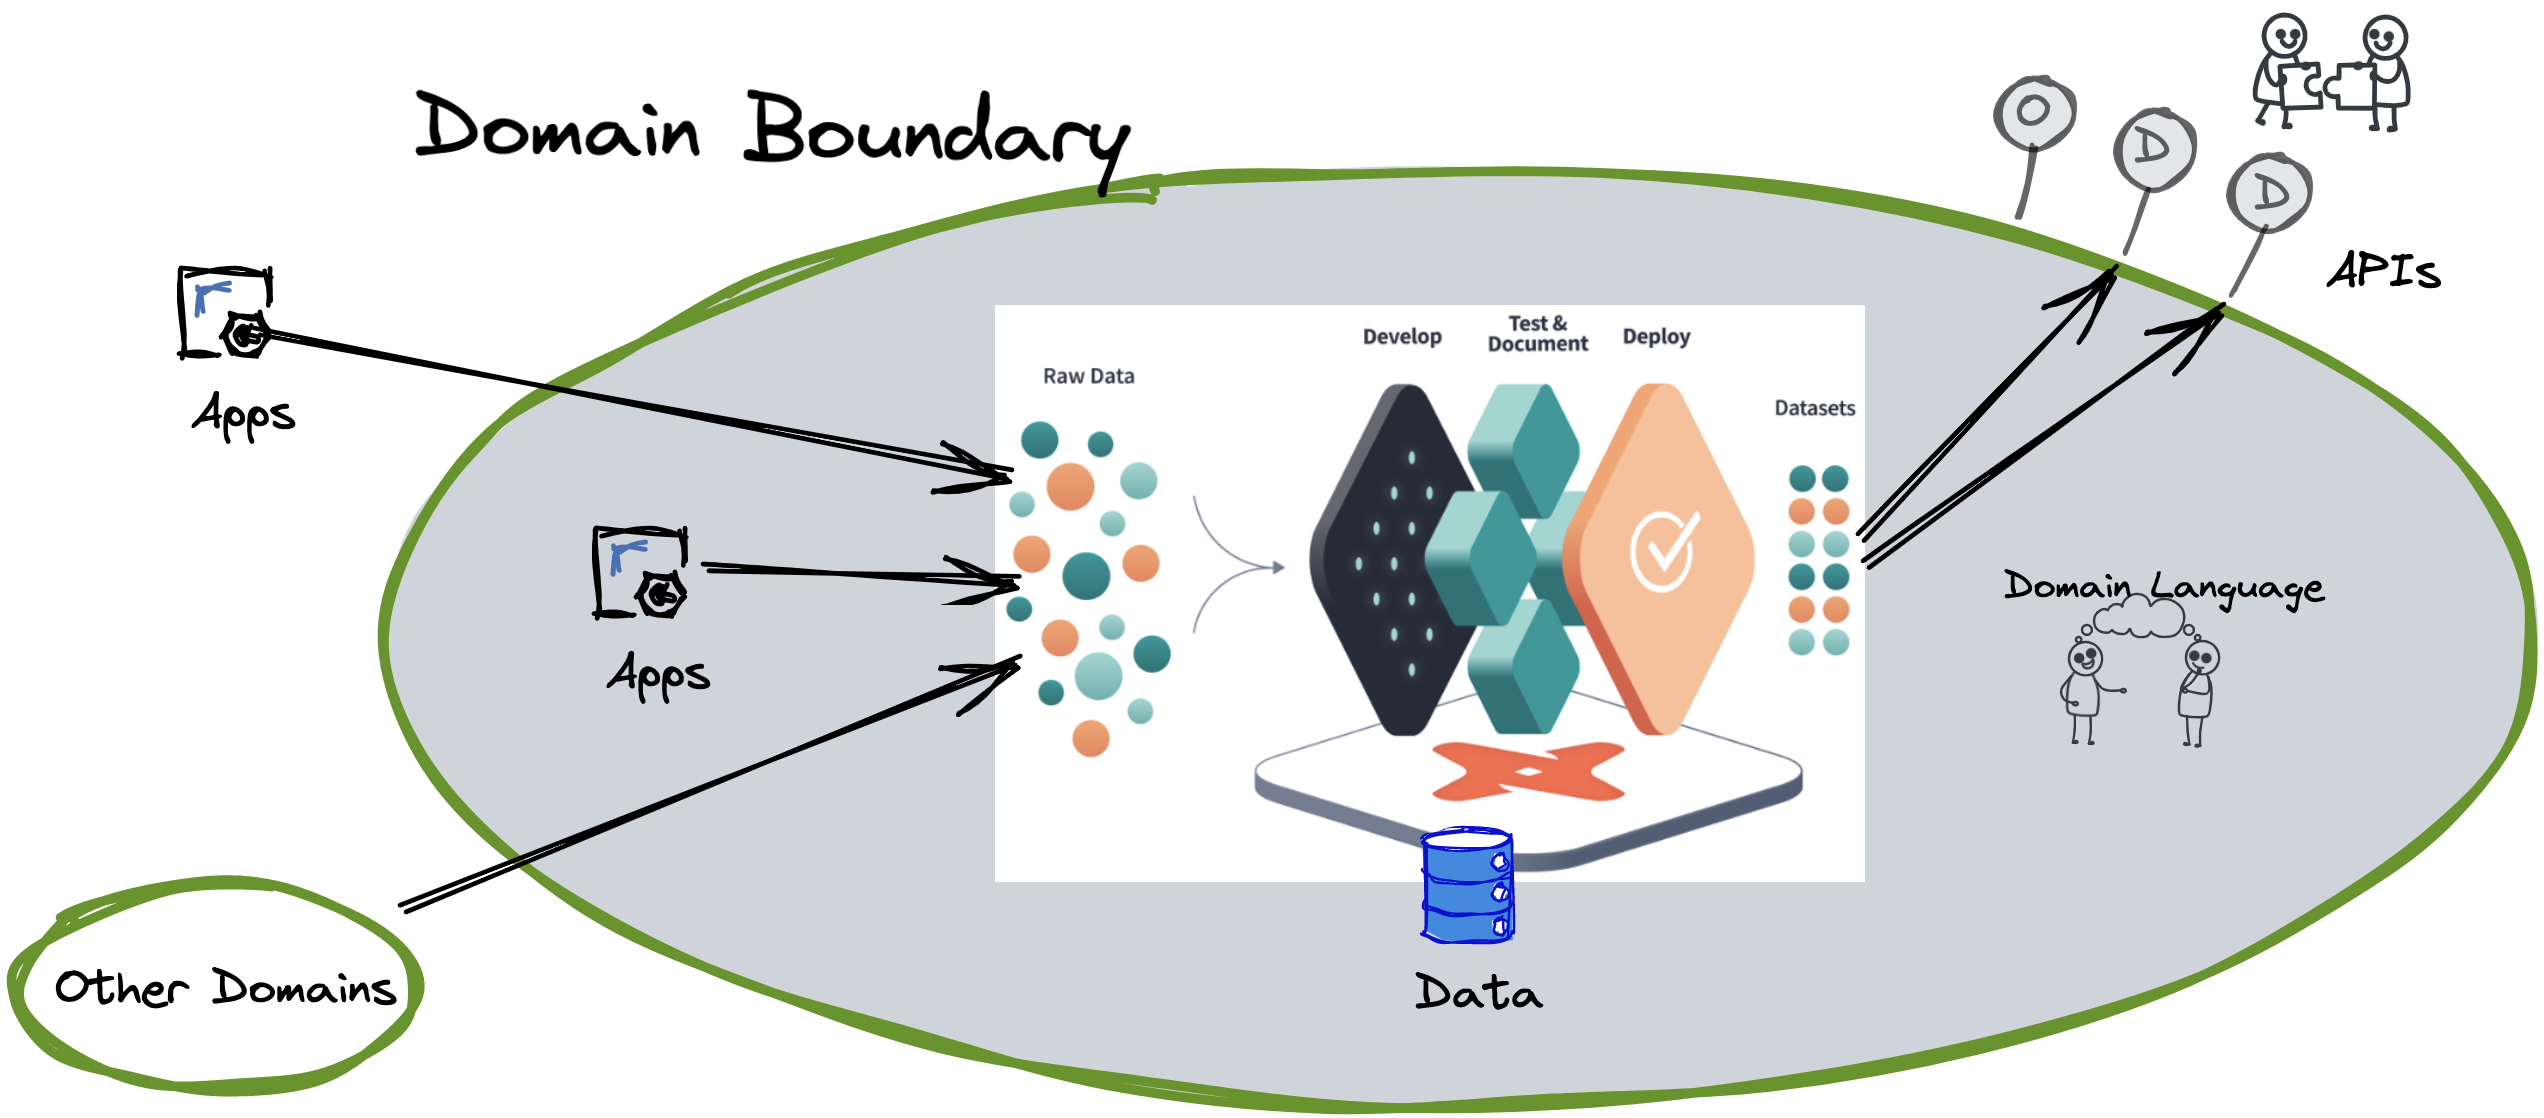 Domain Boundary
O
D
D
APIs
Apps
Develop
Test &
Document
Deploy
Raw Data
Datasets
Apps
Domain Language
Other Domains
Data